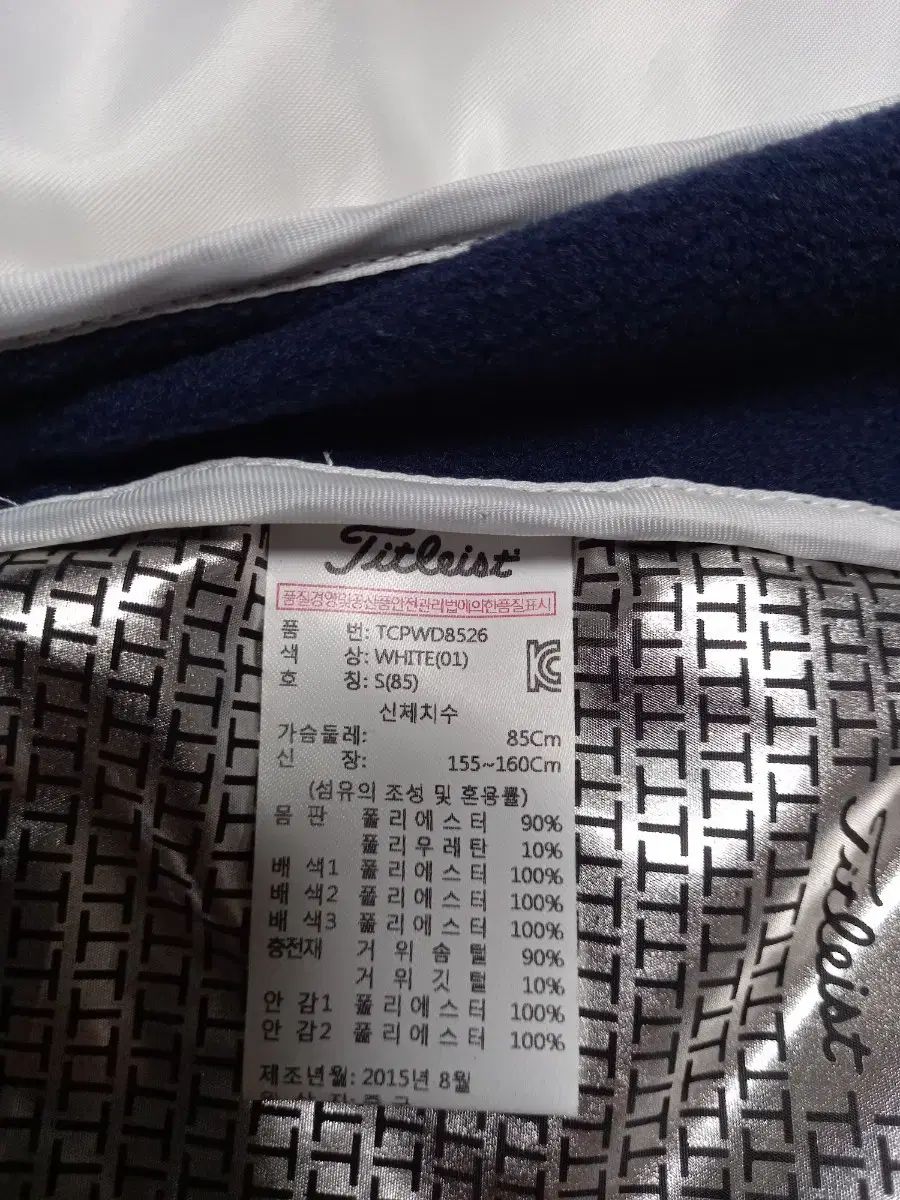 Titleist
품질경영및공산품안전관리법에의한품질표시
품 번: TCPWD8526
색 상: WHITE(01)
호 칭: S(85)
신체치수
가슴둘레: 85Cm
신 장: 155~160Cm
(섬유의 조성 및 혼용률)
몸 판 폴리에스터 90%
폴리우레탄 10%
배 색1 폴리에스터 100%
배 색2 폴리에스터 100%
배 색3 폴리에스터 100%
충전재 거위솜털 90%
거위깃털 10%
안 감1 폴리에스터 100%
안 감2 폴리에스터 100%
제조년월: 2015년 8월
Titleist